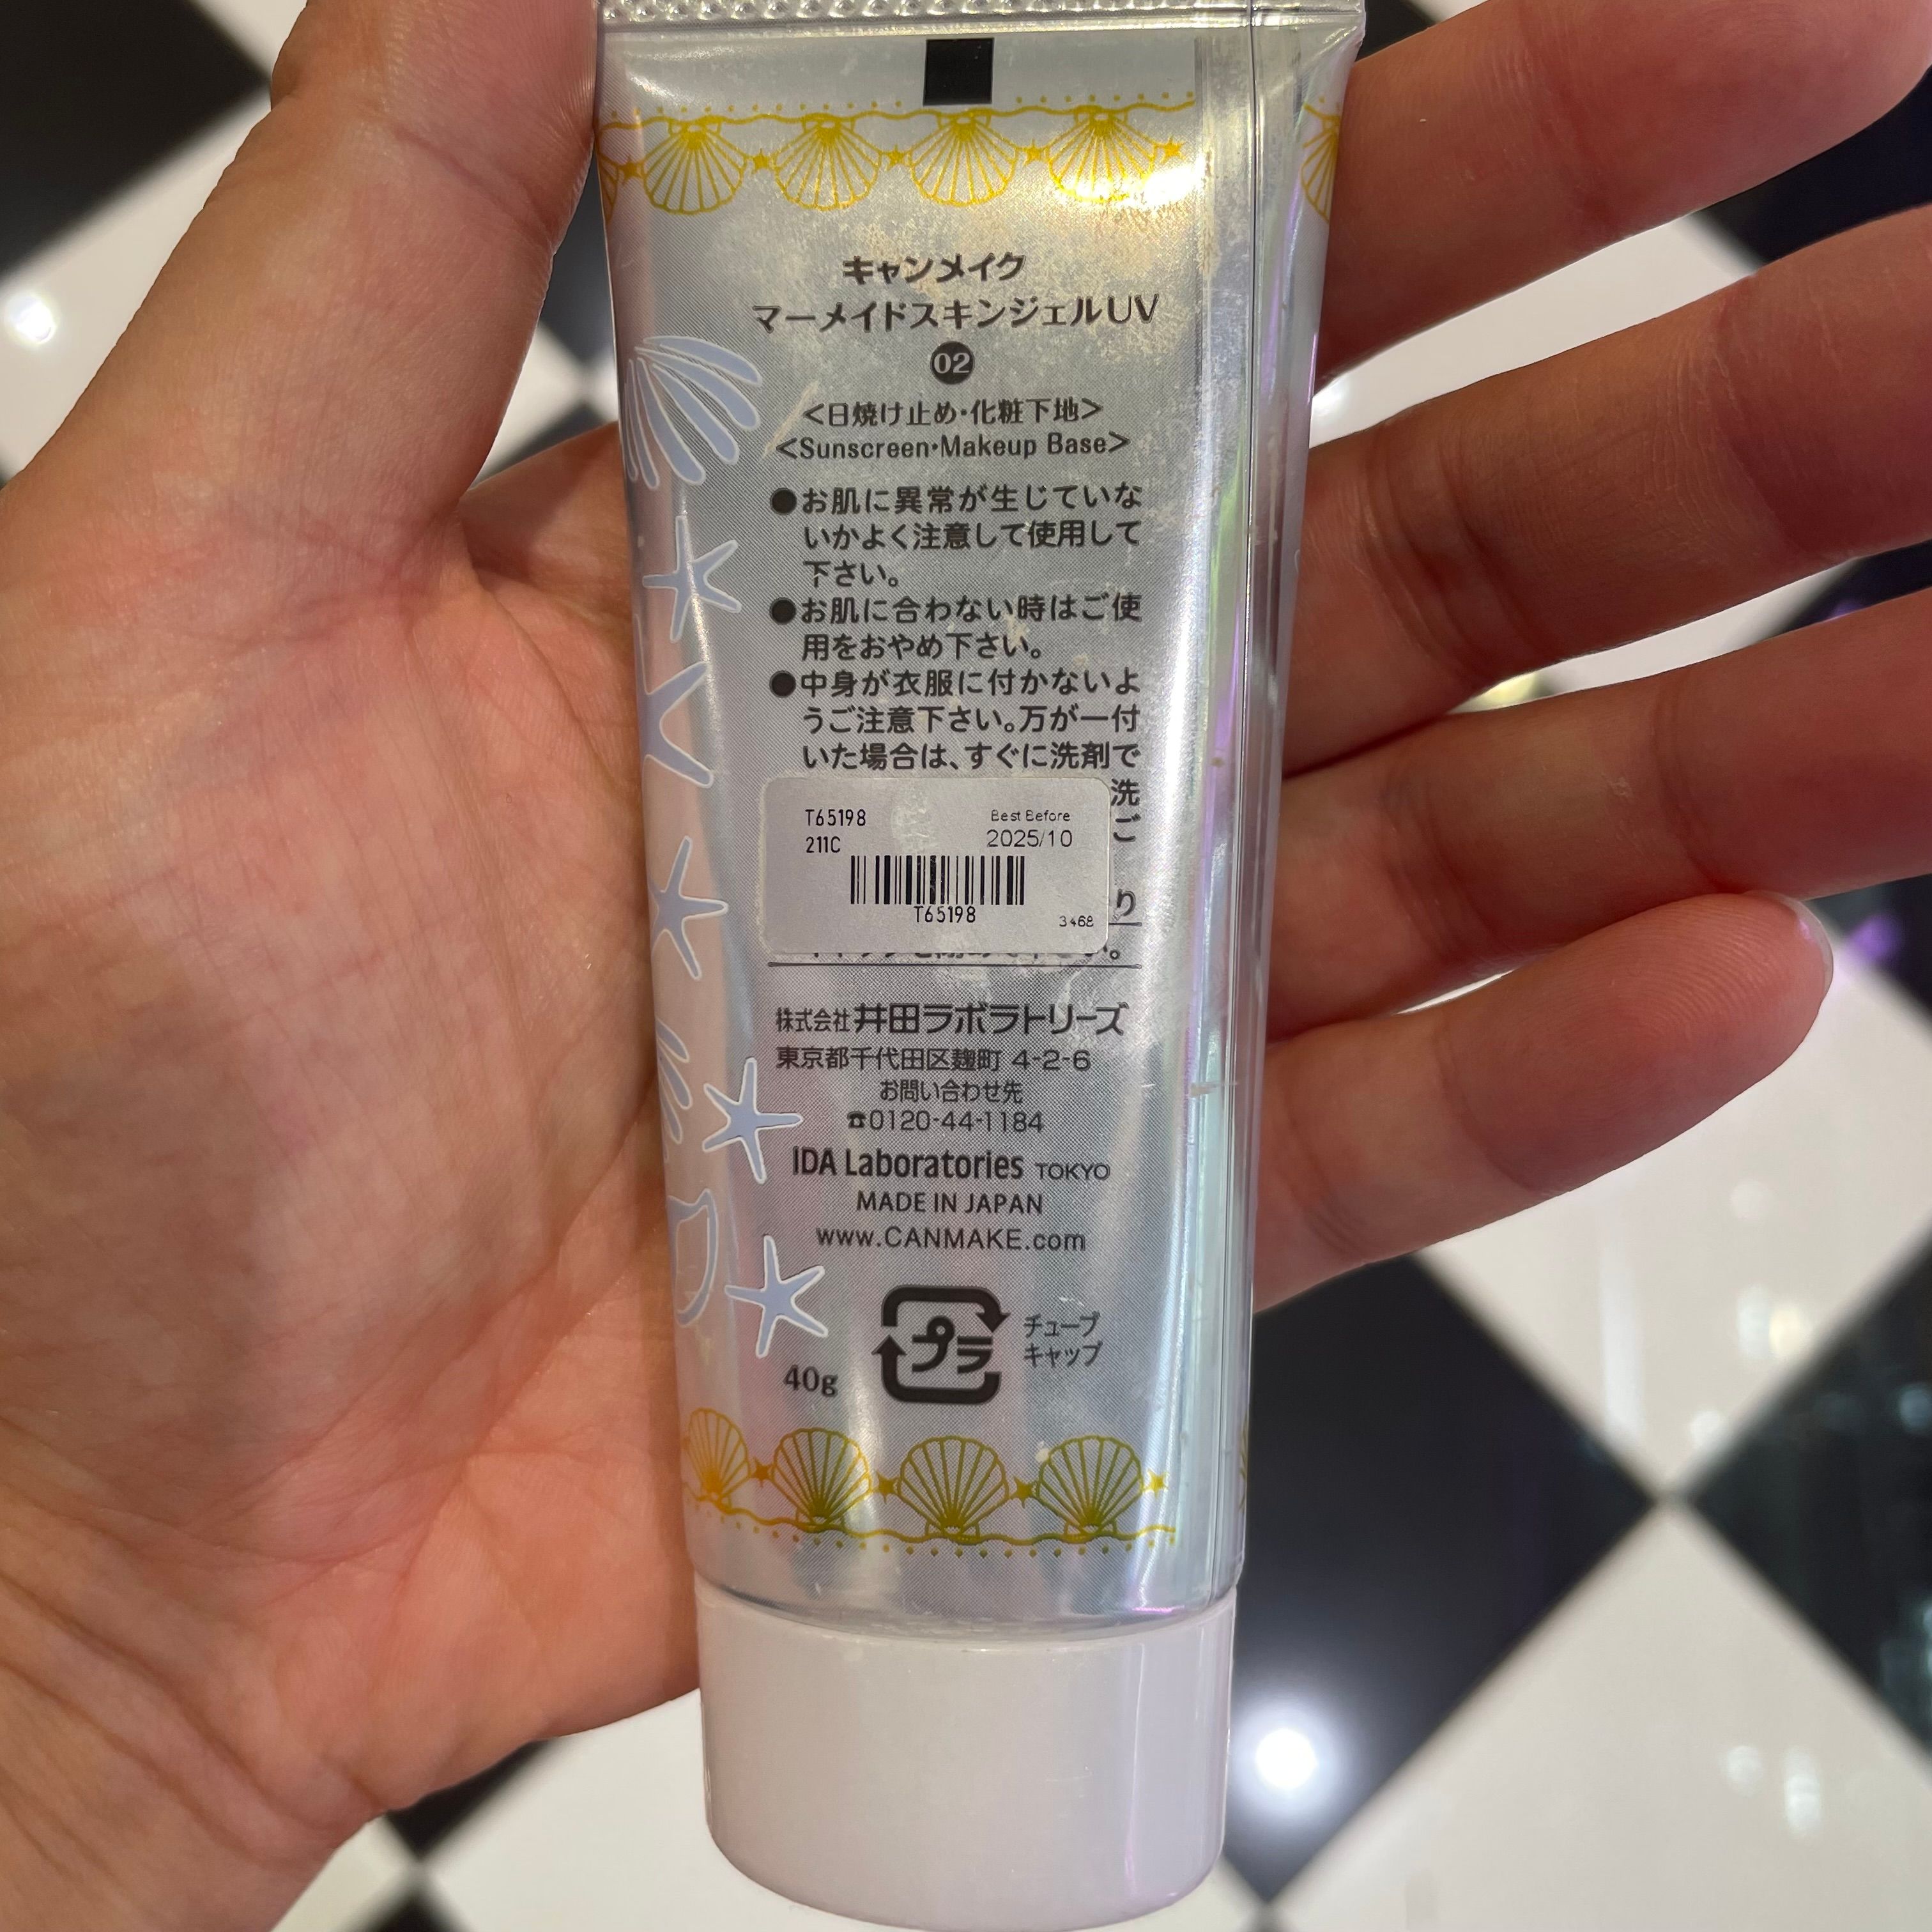 キャンメイク
マーメイドスキンジェルUV
02
<日焼け止め・化粧下地>
<Sunscreen・Makeup Base>
●お肌に異常が生じていな
いかよく注意して使用して
下さい。
●お肌に合わない時はご使
用をおやめ下さい。
●中身が衣服に付かないよ
うご注意下さい。万が一付
いた場合は、すぐに洗剤で
洗
ご
T65198
Best Before
211C
2025/10
T65198
3468
り
株式会社井田ラボラトリーズ
東京都千代田区麹町 4-2-6
お問い合わせ先
☎0120-44-1184
IDA Laboratories TOKYO
MADE IN JAPAN
www.CANMAKE.com
プラ
チューブ
キャップ
40g